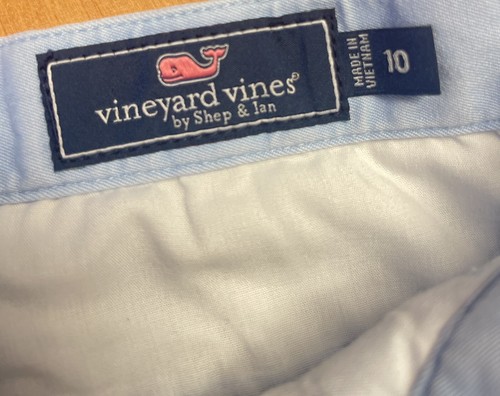 vineyard vines®
by Shep & Ian
MADE IN
VIETNAM
10